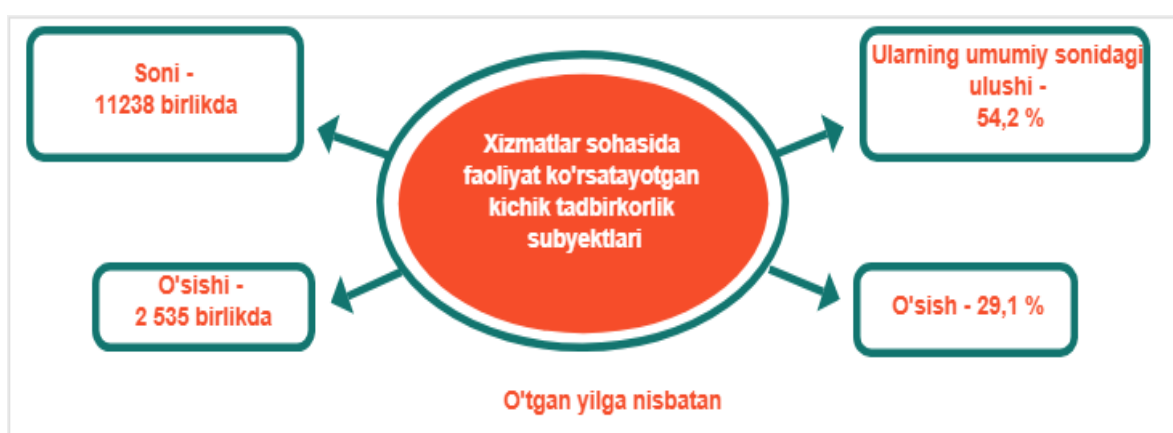 Soni -
11238 birlikda
Ularning umumiy sonidagi
ulushi -
54,2 %
Xizmatlar sohasida
faoliyat ko'rsatayotgan
kichik tadbirkorlik
subyektlari
O'sishi -
2 535 birlikda
O'sish - 29,1 %
O'tgan yilga nisbatan